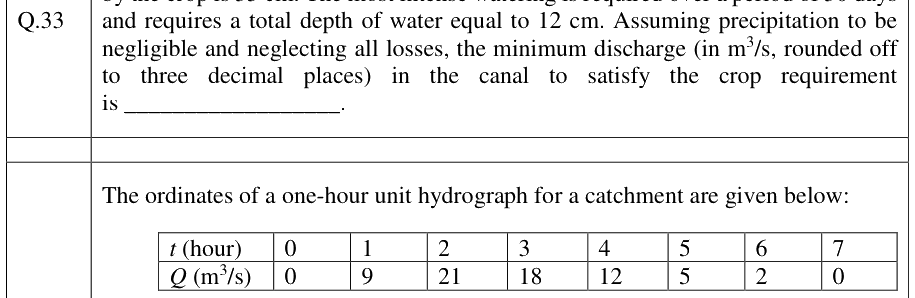 Q.33
and requires a total depth of water equal to 12 cm. Assuming precipitation to be
negligible and neglecting all losses, the minimum discharge (in m³/s, rounded off
to three decimal places) in the canal to satisfy the crop requirement
is ____________________.
The ordinates of a one-hour unit hydrograph for a catchment are given below:
t (hour) 0 1 2 3 4 5 6 7
Q (m³/s) 0 9 21 18 12 5 2 0